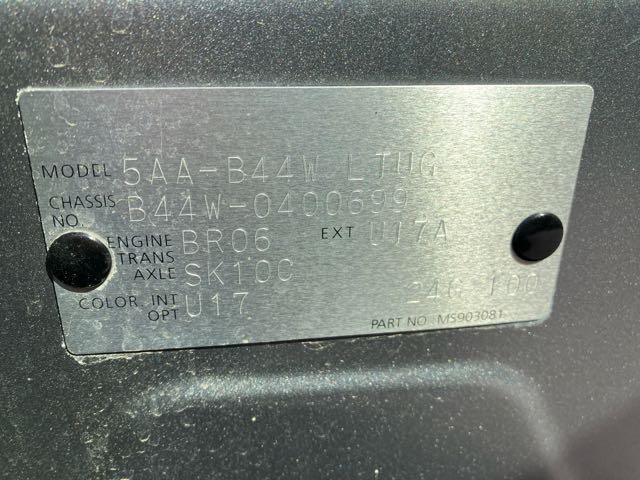 MODEL 5AA-B44W LTUG
CHASSIS NO. B44W-0400699
ENGINE BR06 EXT U17A
TRANS AXLE SK10C
COLOR. INT OPT U17 246 100
PART NO MS903081